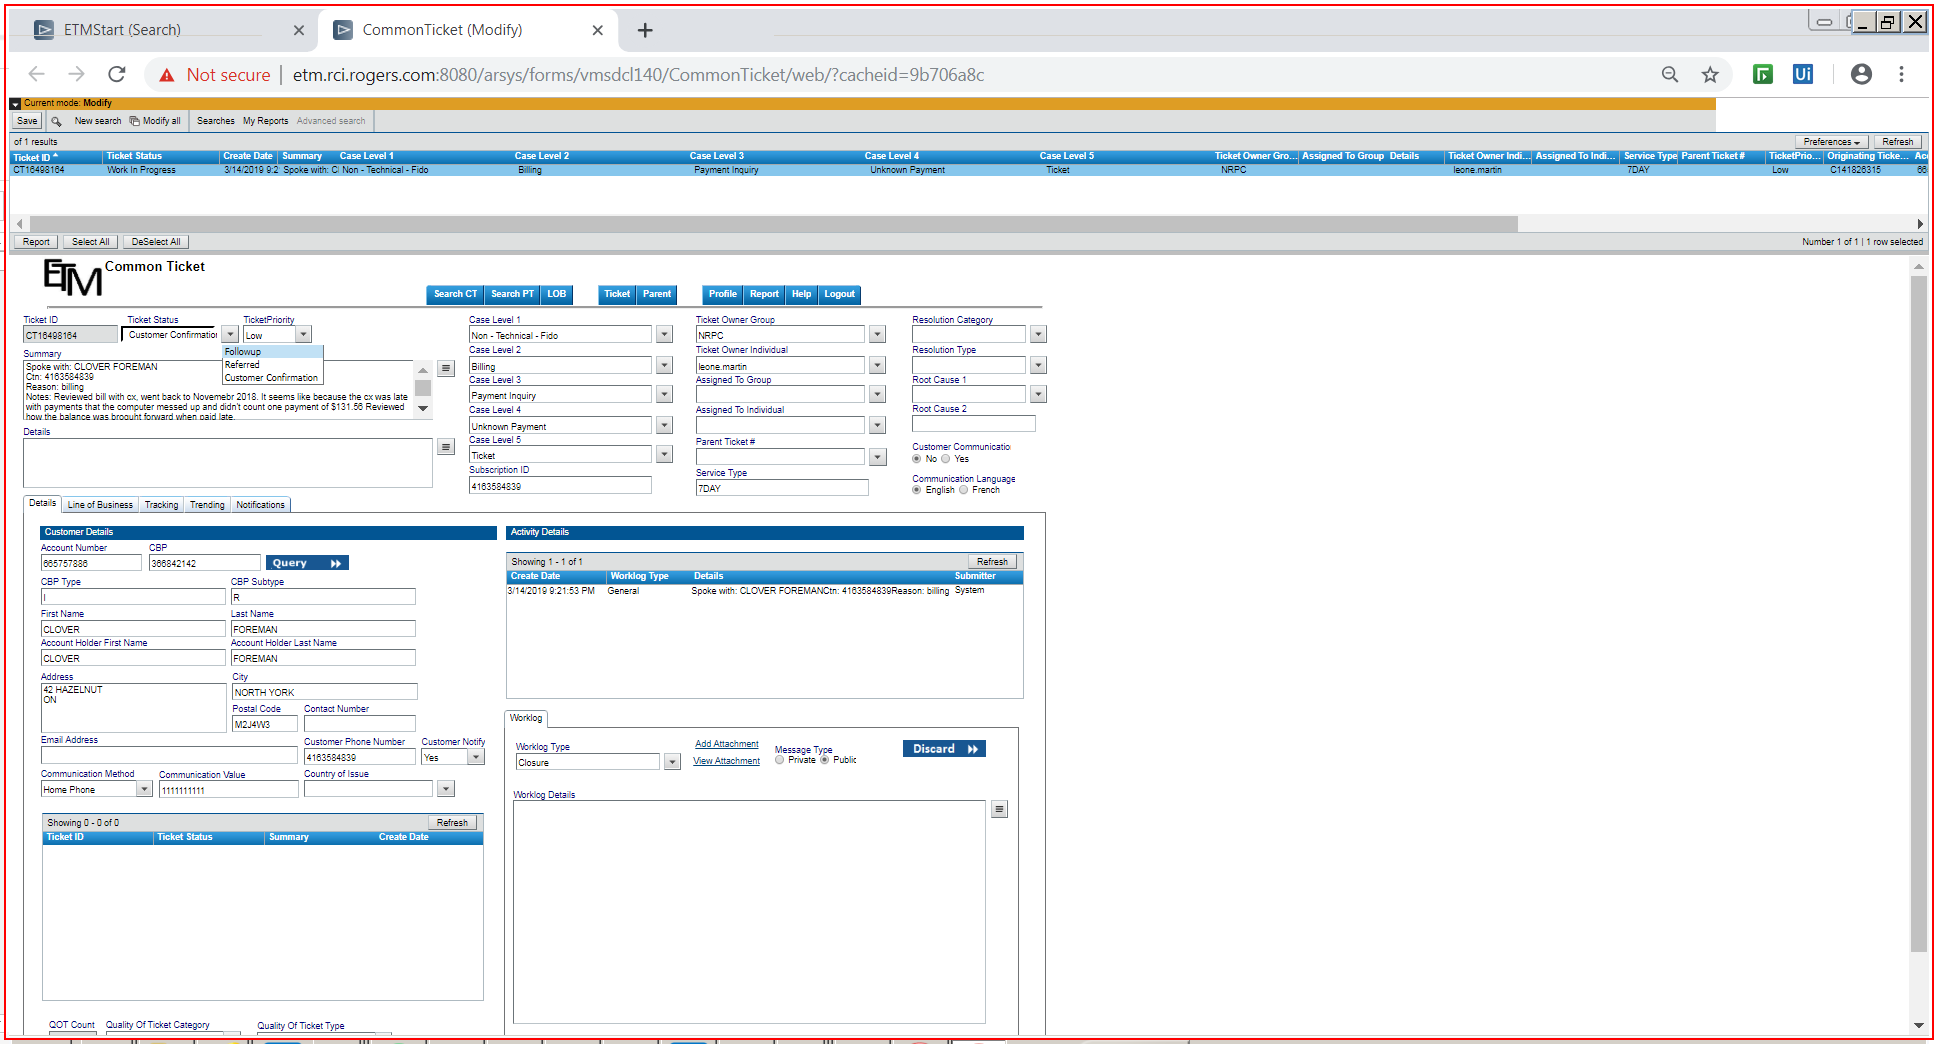 ETMStart (Search)
CommonTicket (Modify)
Not secure | etm.rci.rogers.com:8080/arsys/forms/vmsdcl140/CommonTicket/web/?cacheid=9b706a8c
Ui
Current mode: Modify
Save New search Modify all Searches My Reports Advanced search
of 1 results Preferences Refresh
Ticket ID Ticket Status Create Date Summary Case Level 1 Case Level 2 Case Level 3 Case Level 4 Case Level 5 Ticket Owner Gro... Assigned To Group Details Ticket Owner Indi... Assigned To Indi... Service Type Parent Ticket # TicketPrio... Originating Ticke... Acc
CT16498164 Work In Progress 3/14/2019 9:2 Spoke with: Cl Non - Technical - Fido Billing Payment Inquiry Unknown Payment Ticket NRPC leone.martin 7DAY Low C141826315 66
Report Select All DeSelect All Number 1 of 1 | 1 row selected
ETM Common Ticket
Search CT Search PT LOB Ticket Parent Profile Report Help Logout
Ticket ID Ticket Status TicketPriority
CT16498164 Customer Confirmation Low
Followup
Referred
Customer Confirmation
Summary
Spoke with: CLOVER FOREMAN
Ctn: 4163584839
Reason: billing
Notes: Reviewed bill with cx, went back to Novemebr 2018. It seems like because the cx was late
with payments that the computer messed up and didn't count one payment of $131.56 Reviewed
how the balance was brought forward when paid late.
Details
Case Level 1
Non - Technical - Fido
Case Level 2
Billing
Case Level 3
Payment Inquiry
Case Level 4
Unknown Payment
Case Level 5
Ticket
Subscription ID
4163584839
Ticket Owner Group
NRPC
Ticket Owner Individual
leone.martin
Assigned To Group
Assigned To Individual
Parent Ticket #
Service Type
7DAY
Resolution Category
Resolution Type
Root Cause 1
Root Cause 2
Customer Communicatio
No Yes
Communication Language
English French
Details Line of Business Tracking Trending Notifications
Customer Details
Account Number CBP
665757886 366842142 Query
CBP Type CBP Subtype
I R
First Name Last Name
CLOVER FOREMAN
Account Holder First Name Account Holder Last Name
CLOVER FOREMAN
Address City
42 HAZELNUT
ON
NORTH YORK
Postal Code Contact Number
M2J4W3
Email Address Customer Phone Number Customer Notify
4163584839 Yes
Communication Method Communication Value Country of Issue
Home Phone 1111111111
Showing 0 - 0 of 0 Refresh
Ticket ID Ticket Status Summary Create Date
QOT Count Quality Of Ticket Category Quality Of Ticket Type
Activity Details
Showing 1 - 1 of 1 Refresh
Create Date Worklog Type Details Submitter
3/14/2019 9:21:53 PM General Spoke with: CLOVER FOREMANCtn: 4163584839Reason: billing System
Worklog
Worklog Type Add Attachment Message Type Discard
Closure View Attachment Private Public
Worklog Details